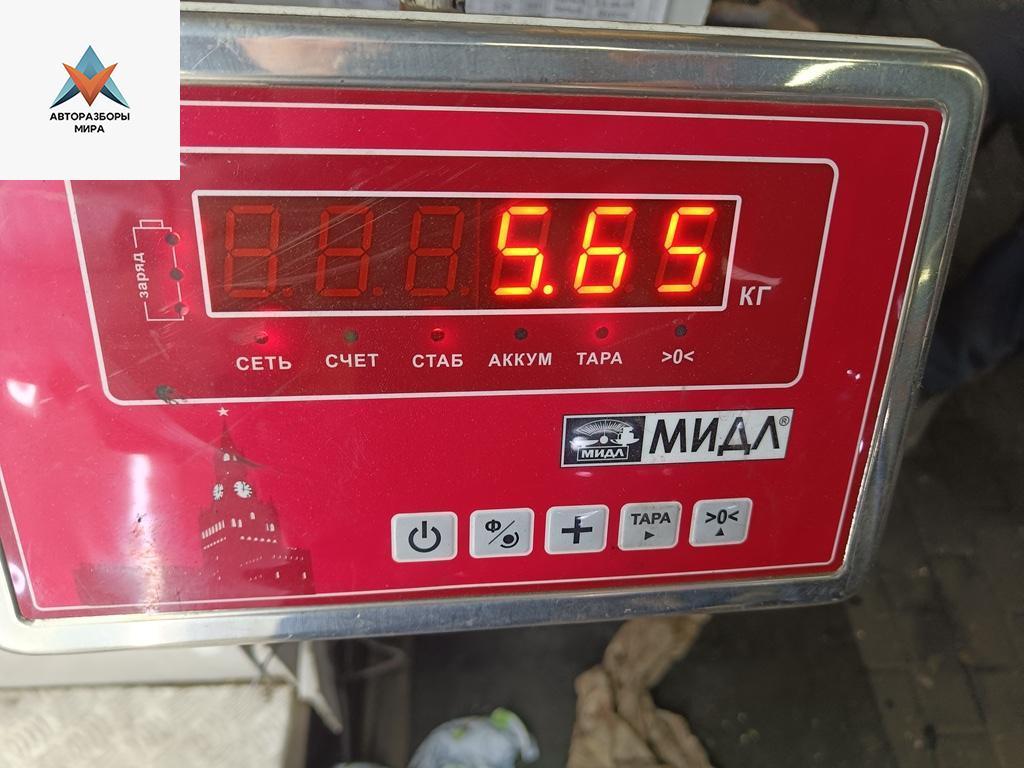 АВТОРАЗБОРЫ
МИРА
заряд
5.65
КГ
СЕТЬ СЧЕТ СТАБ АККУМ ТАРА >0<
МИДЛ МИДЛ®
Ф ТАРА >0<